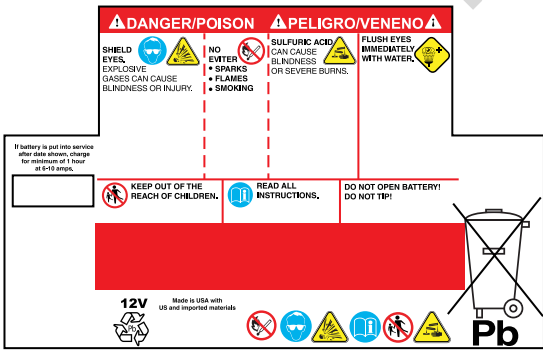 DANGER/POISON PELIGRO/VENENO
SHIELD
EYES.
EXPLOSIVE
GASES CAN CAUSE
BLINDNESS OR INJURY.
NO
EVITER
• SPARKS
• FLAMES
• SMOKING
SULFURIC ACID
CAN CAUSE
BLINDNESS
OR SEVERE BURNS.
FLUSH EYES
IMMEDIATELY
WITH WATER.
If battery is put into service
after date shown, charge
for minimum of 1 hour
at 6-10 amps.
KEEP OUT OF THE
REACH OF CHILDREN.
READ ALL
INSTRUCTIONS.
DO NOT OPEN BATTERY!
DO NOT TIP!
12V
Pb
Made is USA with
US and imported materials
Pb